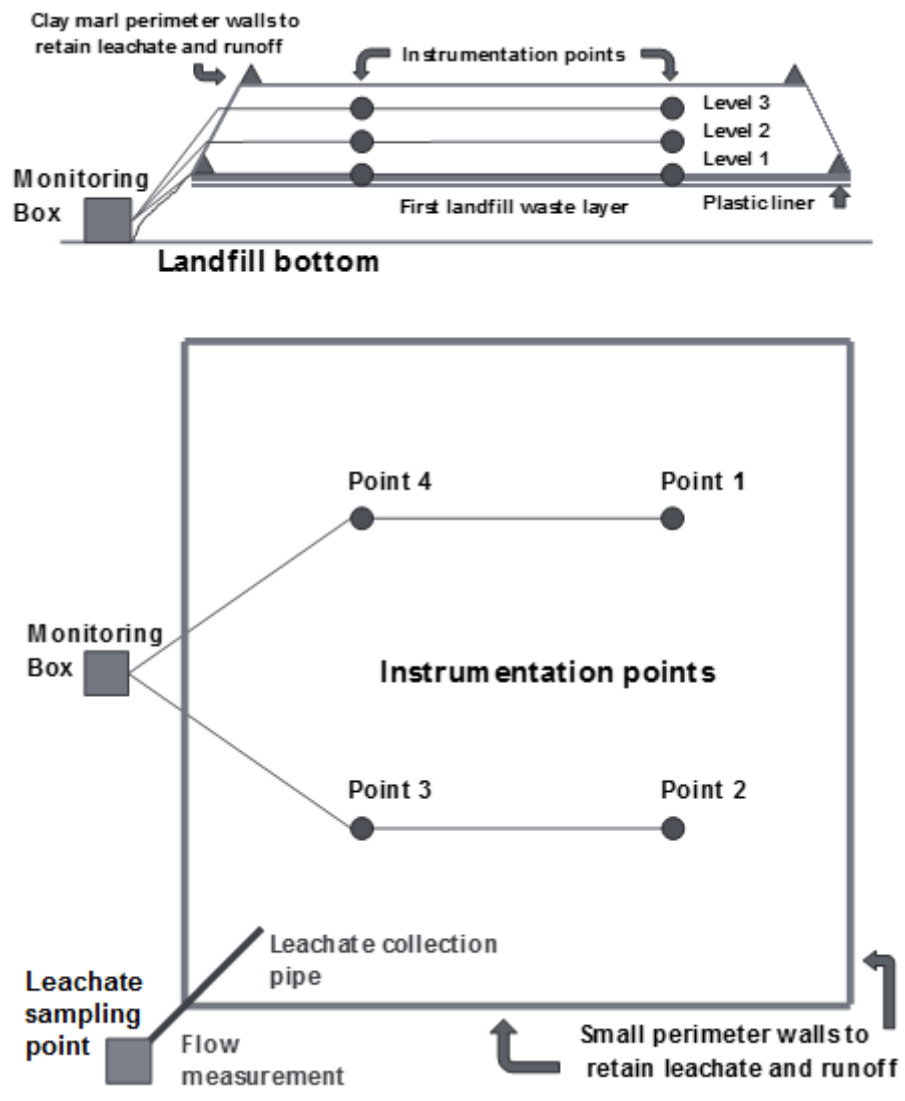 Clay marl perimeter walls to
retain leachate and runoff
Instrumentation points
Level 3
Level 2
Level 1
Monitoring
Box
First landfill waste layer
Plastic liner
Landfill bottom
Point 4
Point 1
Monitoring
Box
Instrumentation points
Point 3
Point 2
Leachate collection
pipe
Leachate
sampling
point
Flow
measurement
Small perimeter walls to
retain leachate and runoff